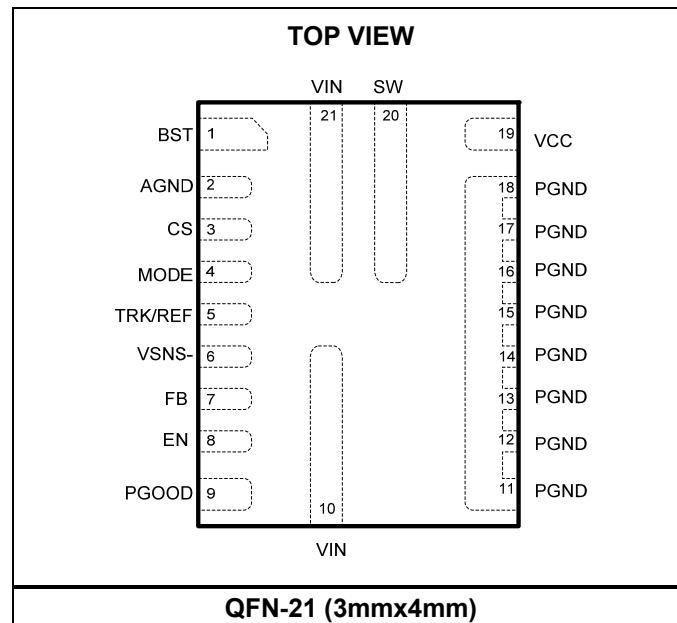 TOP VIEW
VIN SW
21 20
BST 1 19 VCC
AGND 2 18 PGND
CS 3 17 PGND
MODE 4 16 PGND
TRK/REF 5 15 PGND
VSNS- 6 14 PGND
FB 7 13 PGND
EN 8 12 PGND
PGOOD 9 11 PGND
10
VIN
QFN-21 (3mmx4mm)